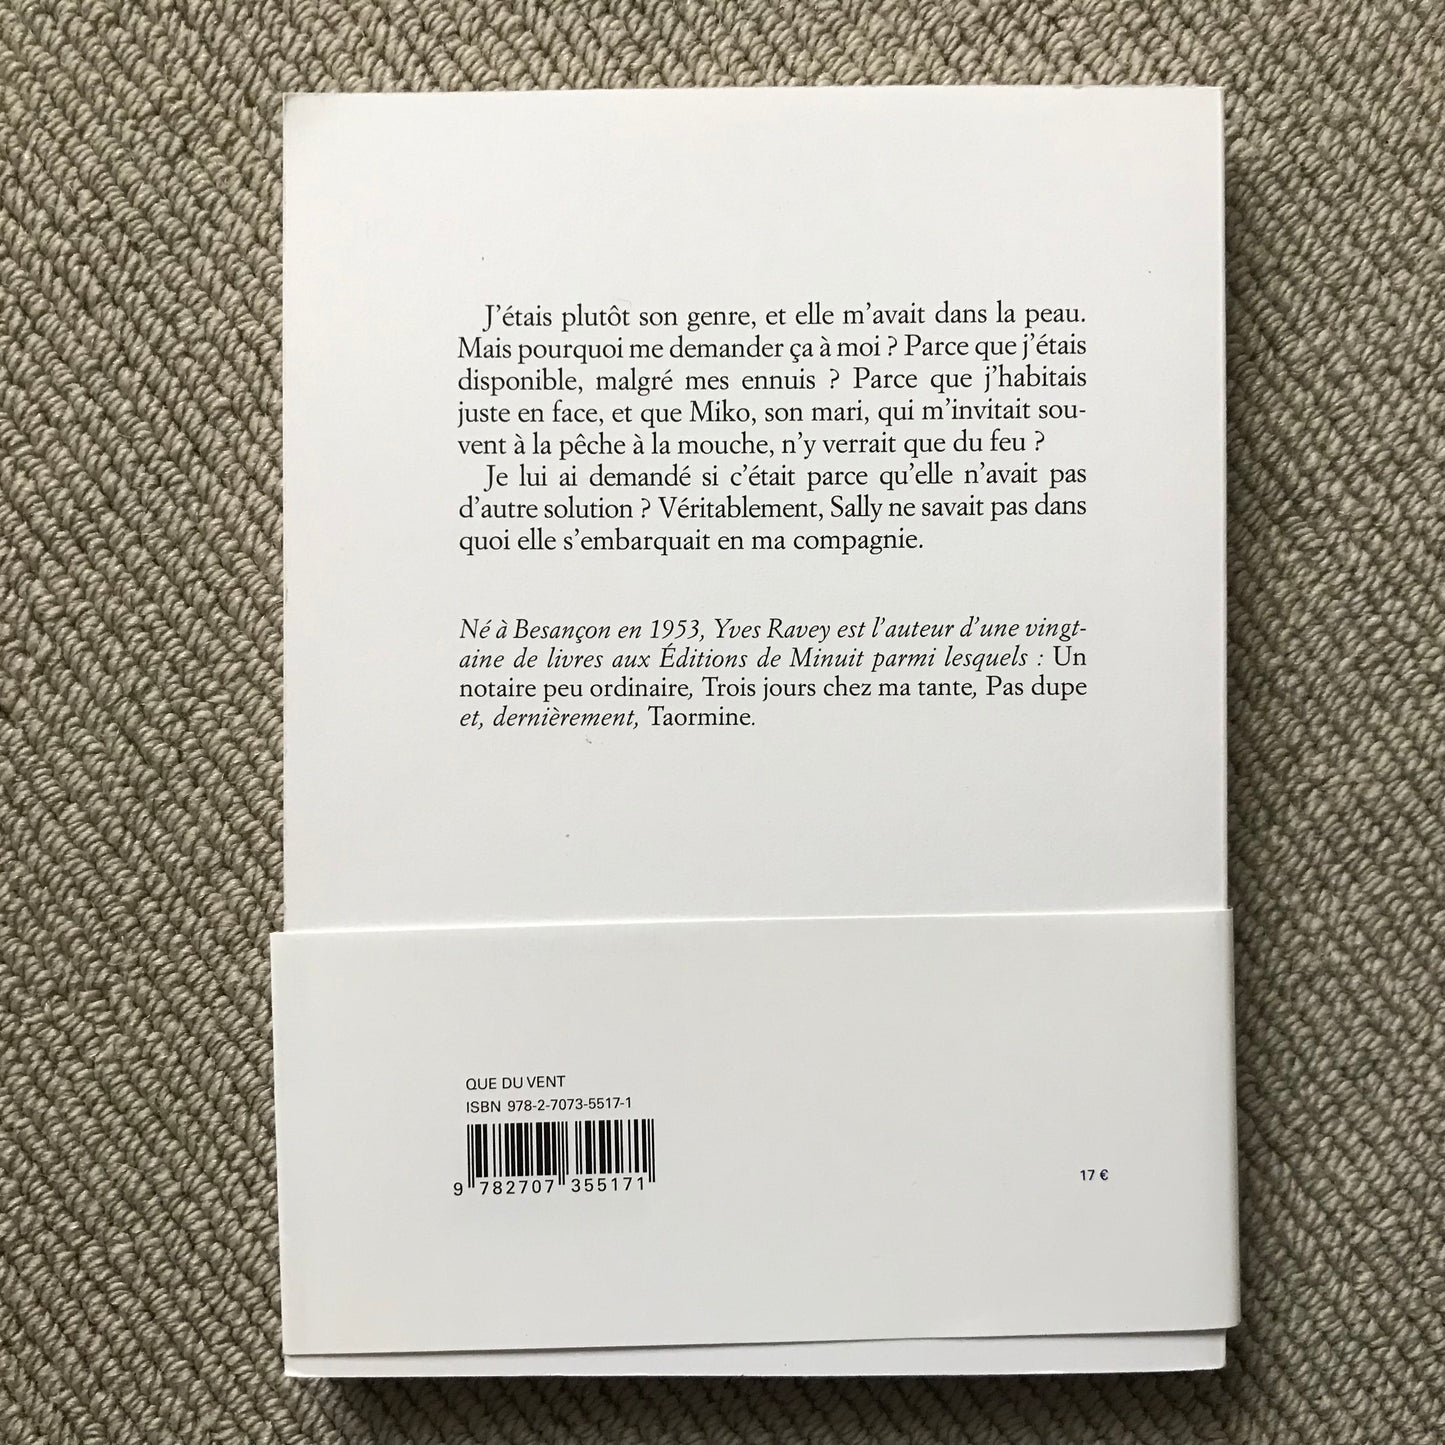 J’étais plutôt son genre, et elle m’avait dans la peau.
Mais pourquoi me demander ça à moi ? Parce que j’étais
disponible, malgré mes ennuis ? Parce que j’habitais
juste en face, et que Miko, son mari, qui m’invitait sou-
vent à la pêche à la mouche, n’y verrait que du feu ?
Je lui ai demandé si c’était parce qu’elle n’avait pas
d’autre solution ? Véritablement, Sally ne savait pas dans
quoi elle s’embarquait en ma compagnie.
Né à Besançon en 1953, Yves Ravey est l’auteur d’une vingt-
aine de livres aux Éditions de Minuit parmi lesquels : Un
notaire peu ordinaire, Trois jours chez ma tante, Pas dupe
et, dernièrement, Taormine.
QUE DU VENT
ISBN 978-2-7073-5517-1
9 782707 355171
17 €